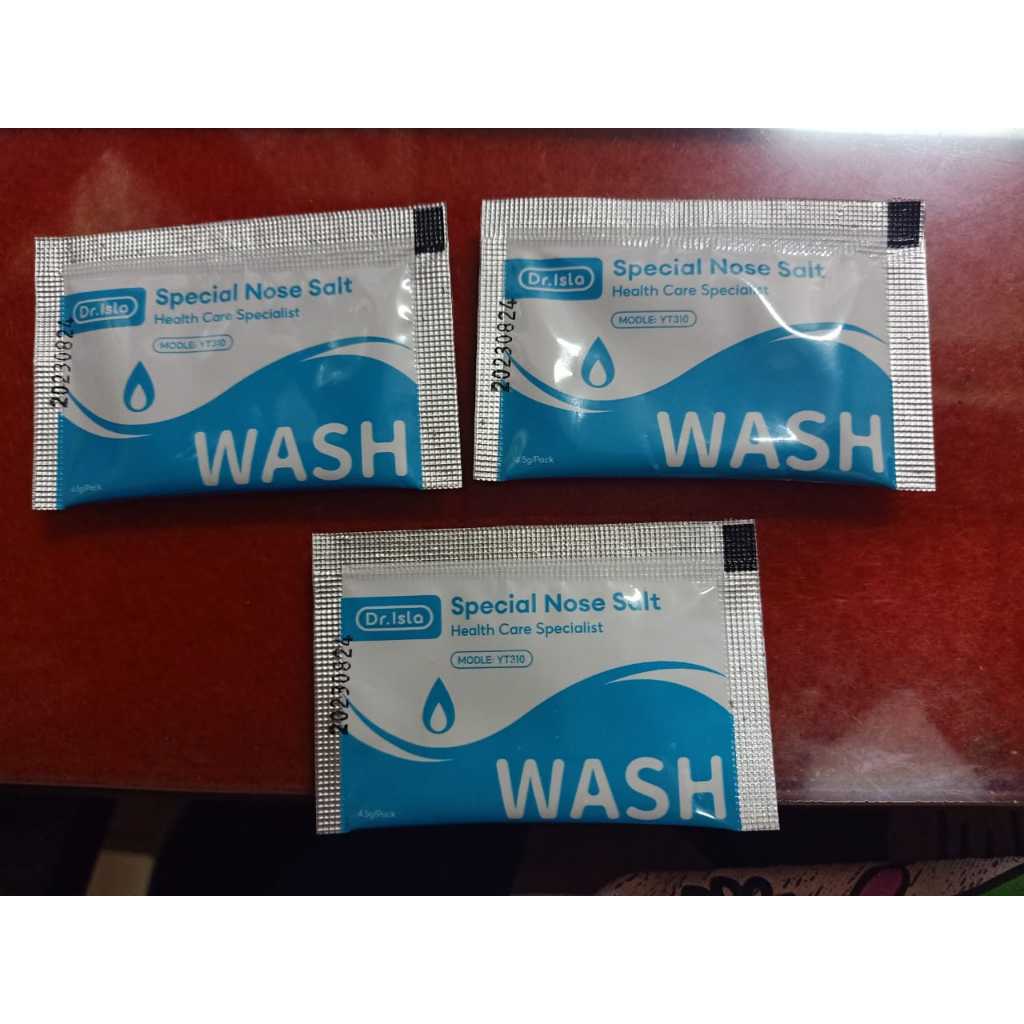 Dr.Isla
Special Nose Salt
Health Care Specialist
MODLE: YT310
20230824
4.5g/Pack
WASH
Dr.Isla
Special Nose Salt
Health Care Specialist
MODLE: YT310
20230824
4.5g/Pack
WASH
Dr.Isla
Special Nose Salt
Health Care Specialist
MODLE: YT310
20230824
4.5g/Pack
WASH